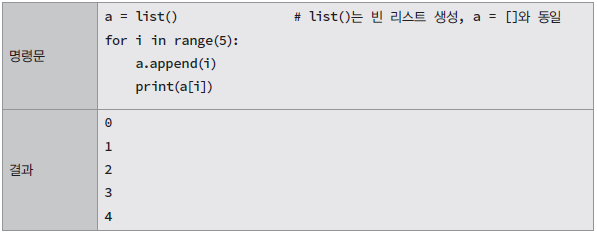 명령문
a = list() # list()는 빈 리스트 생성, a = []와 동일
for i in range(5):
    a.append(i)
    print(a[i])
결과
0
1
2
3
4